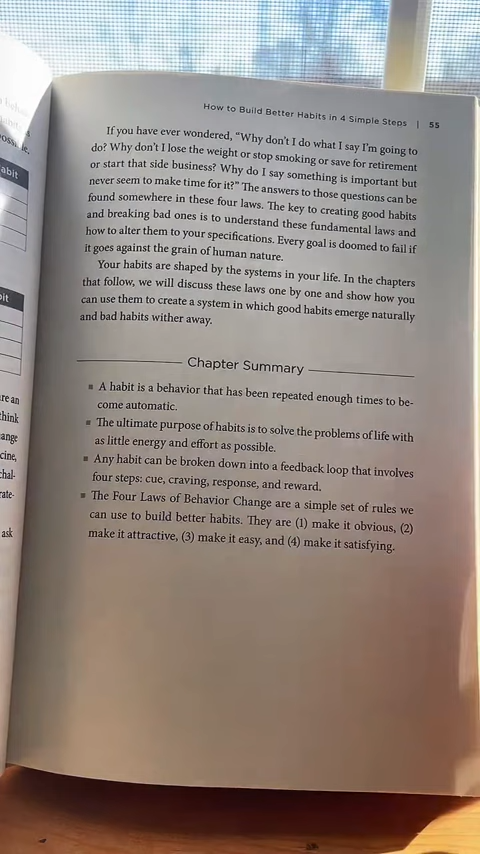 abit
bit
re an
think
ange
cine,
chal-
rate-
ask
How to Build Better Habits in 4 Simple Steps | 55
If you have ever wondered, “Why don’t I do what I say I’m going to
do? Why don’t I lose the weight or stop smoking or save for retirement
or start that side business? Why do I say something is important but
never seem to make time for it?” The answers to those questions can be
found somewhere in these four laws. The key to creating good habits
and breaking bad ones is to understand these fundamental laws and
how to alter them to your specifications. Every goal is doomed to fail if
it goes against the grain of human nature.
Your habits are shaped by the systems in your life. In the chapters
that follow, we will discuss these laws one by one and show how you
can use them to create a system in which good habits emerge naturally
and bad habits wither away.
Chapter Summary
▪ A habit is a behavior that has been repeated enough times to be-
come automatic.
▪ The ultimate purpose of habits is to solve the problems of life with
as little energy and effort as possible.
▪ Any habit can be broken down into a feedback loop that involves
four steps: cue, craving, response, and reward.
▪ The Four Laws of Behavior Change are a simple set of rules we
can use to build better habits. They are (1) make it obvious, (2)
make it attractive, (3) make it easy, and (4) make it satisfying.